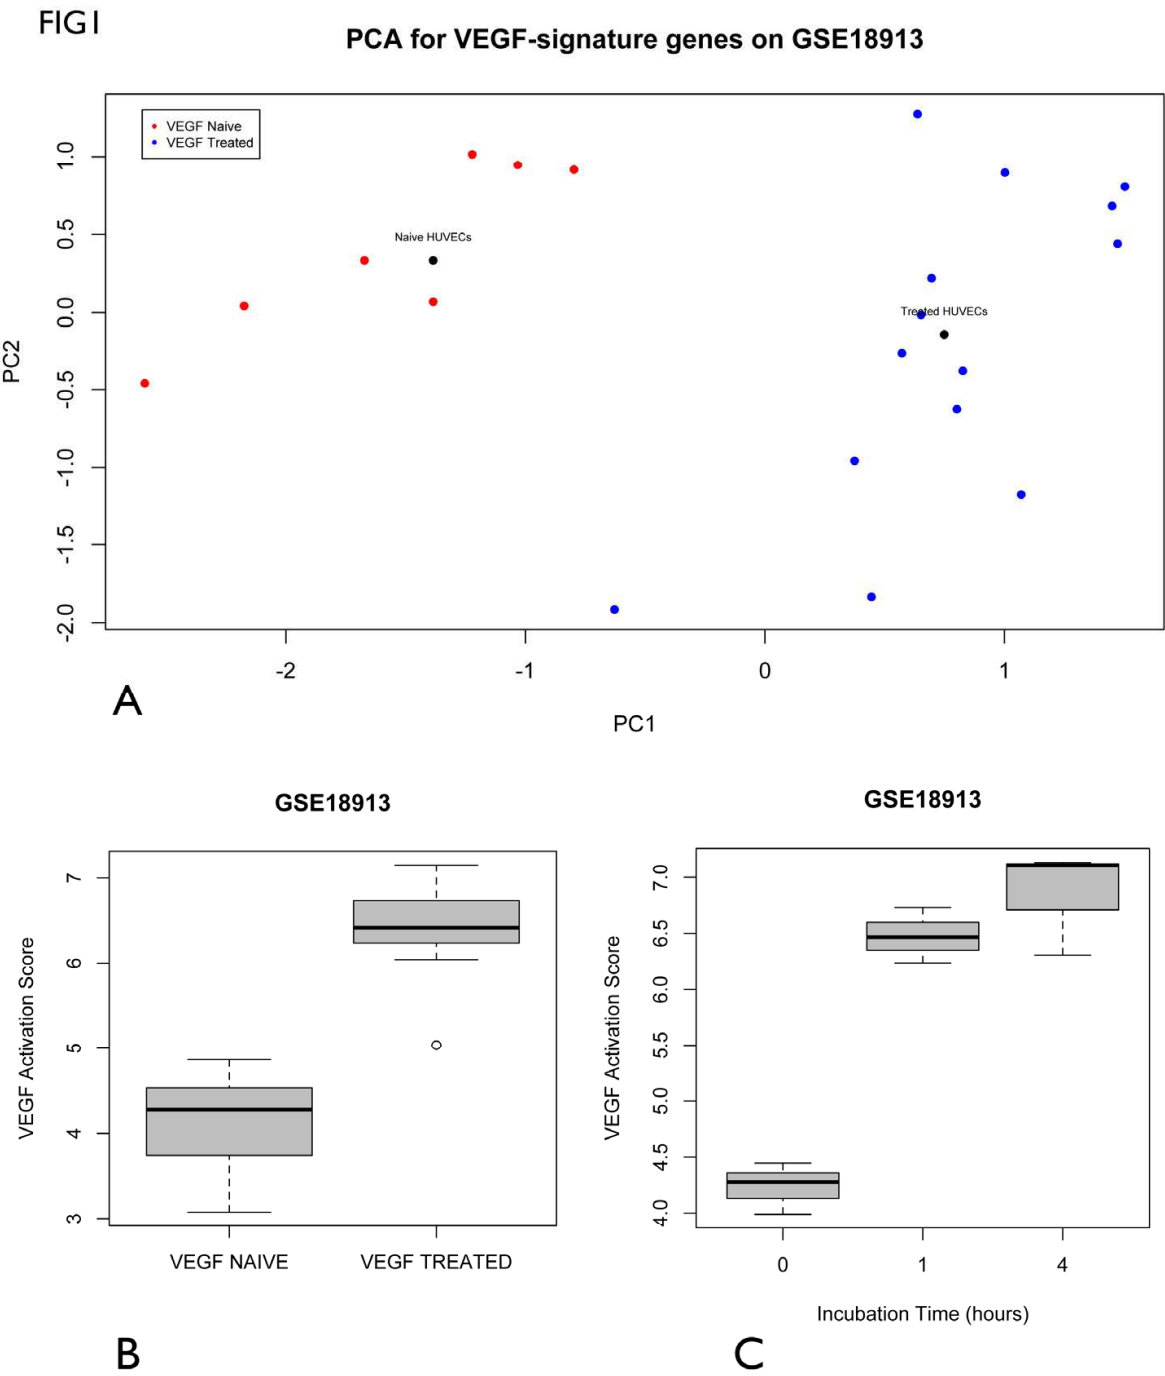 FIG1
PCA for VEGF-signature genes on GSE18913
VEGF Naive
VEGF Treated
1.0
0.5
0.0
-0.5
-1.0
-1.5
-2.0
PC2
Naive HUVECs
Treated HUVECs
-2 -1 0 1
PC1
A
GSE18913
7
6
5
4
3
VEGF Activation Score
VEGF NAIVE VEGF TREATED
B
GSE18913
7.0
6.5
6.0
5.5
5.0
4.5
4.0
VEGF Activation Score
0 1 4
Incubation Time (hours)
C